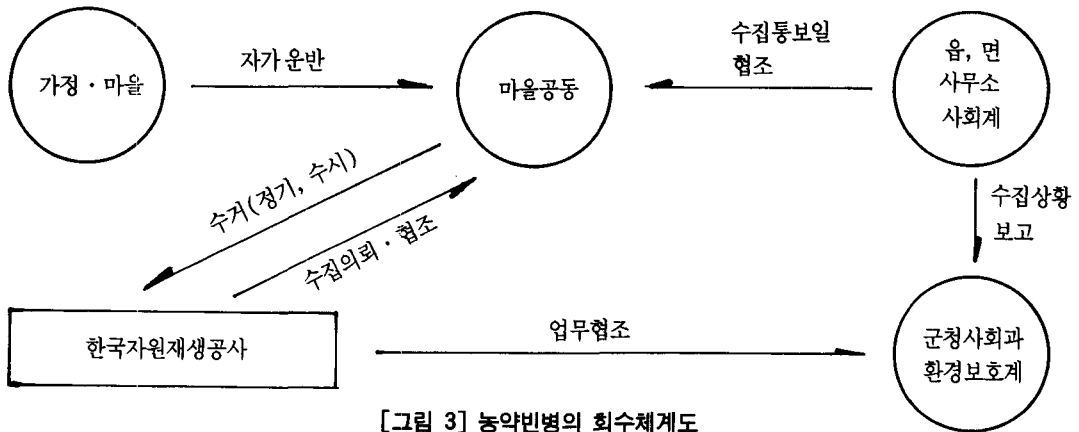 가정·마을
자가 운반
마을공동
수집통보일
협조
읍, 면
사무소
사회계
수거(정기, 수시)
수집의뢰·협조
수집상황
보고
한국자원재생공사
업무협조
군청사회과
환경보호계
[그림 3] 농약빈병의 회수체계도